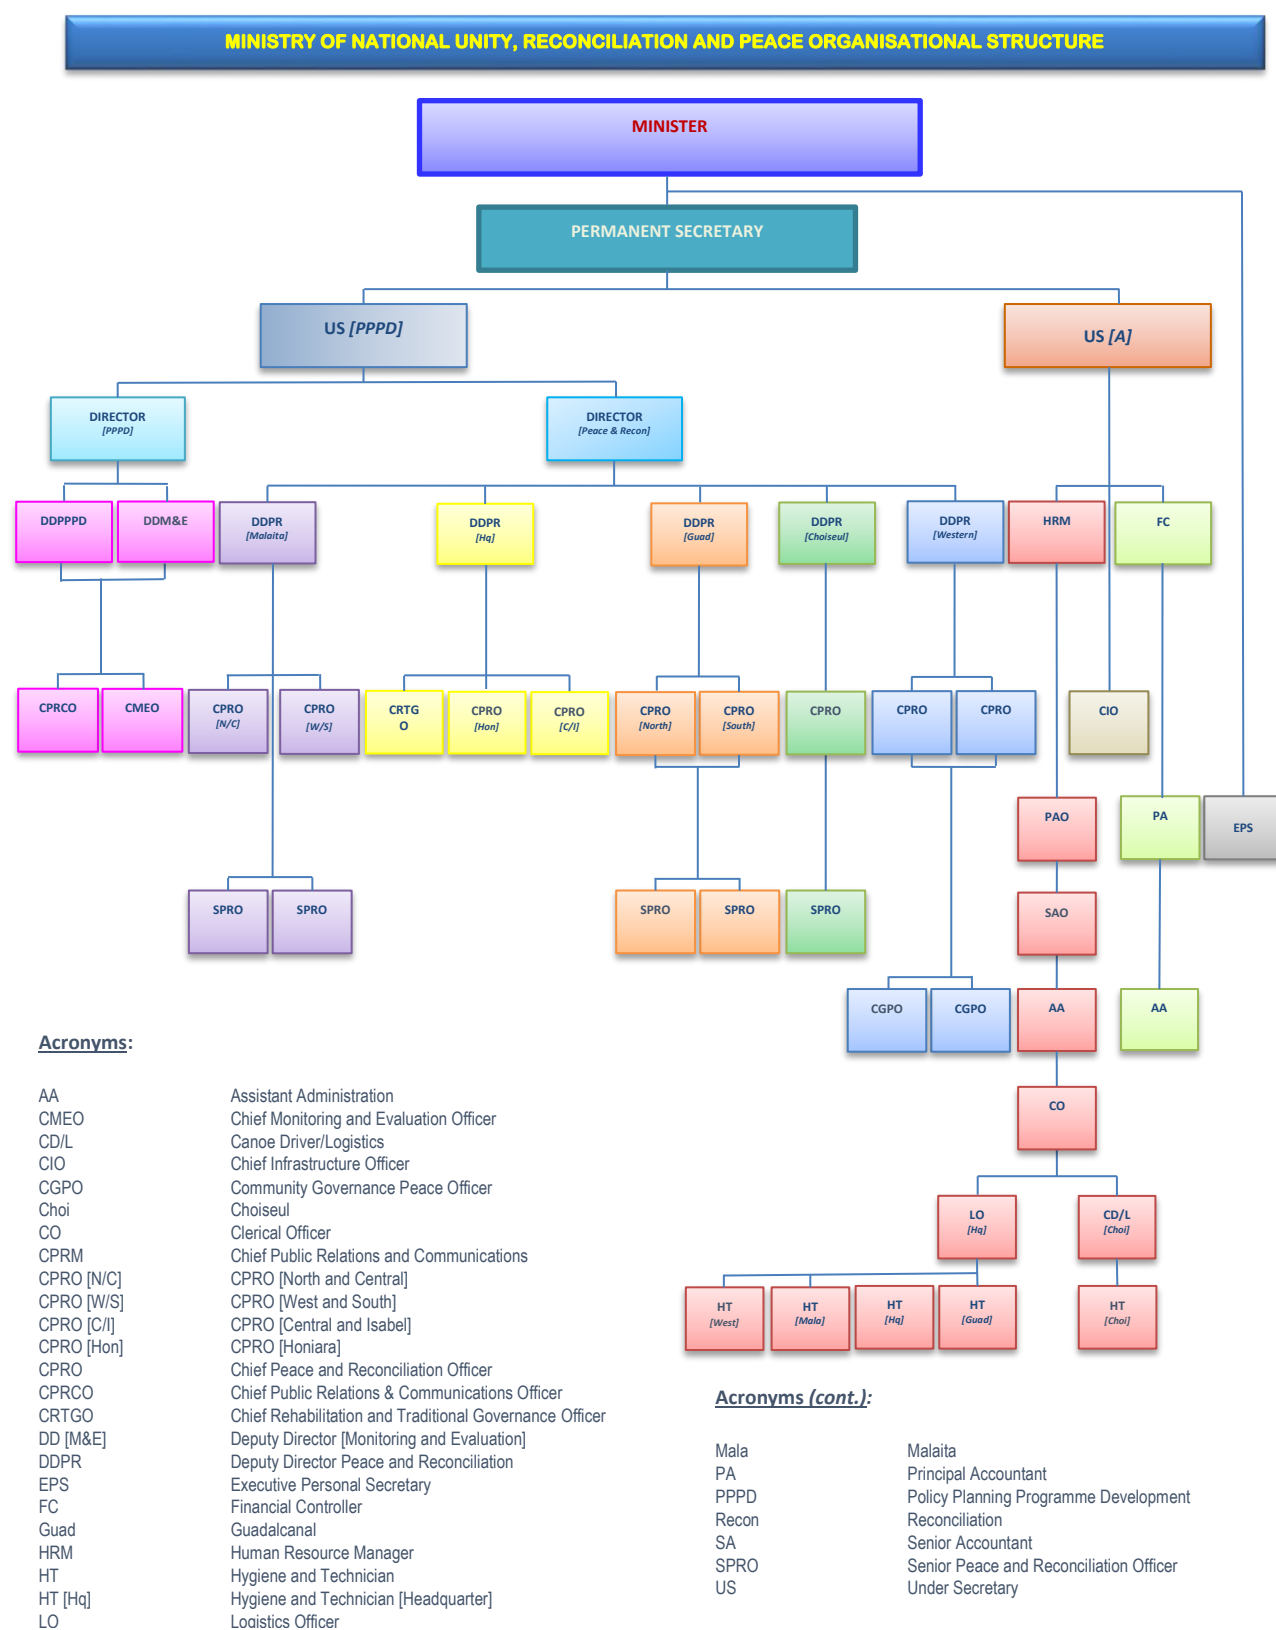 MINISTRY OF NATIONAL UNITY, RECONCILIATION AND PEACE ORGANISATIONAL STRUCTURE
MINISTER
PERMANENT SECRETARY
US [PPPD]
US [A]
DIRECTOR
[PPPD]
DIRECTOR
[Peace & Recon]
DDPPPD
DDM&E
DDPR
[Malaita]
DDPR
[Hq]
DDPR
[Guad]
DDPR
[Choiseul]
DDPR
[Western]
HRM
FC
CPRCO
CMEO
CPRO
[N/C]
CPRO
[W/S]
CRTG
O
CPRO
[Hon]
CPRO
[C/I]
CPRO
[North]
CPRO
[South]
CPRO
CPRO
CPRO
CIO
PAO
PA
EPS
SPRO
SPRO
SPRO
SPRO
SPRO
SAO
CGPO
CGPO
AA
AA
CO
LO
[Hq]
CD/L
[Choi]
HT
[West]
HT
[Mala]
HT
[Hq]
HT
[Guad]
HT
[Choi]
Acronyms:
AA Assistant Administration
CMEO Chief Monitoring and Evaluation Officer
CD/L Canoe Driver/Logistics
CIO Chief Infrastructure Officer
CGPO Community Governance Peace Officer
Choi Choiseul
CO Clerical Officer
CPRM Chief Public Relations and Communications
CPRO [N/C] CPRO [North and Central]
CPRO [W/S] CPRO [West and South]
CPRO [C/I] CPRO [Central and Isabel]
CPRO [Hon] CPRO [Honiara]
CPRO Chief Peace and Reconciliation Officer
CPRCO Chief Public Relations & Communications Officer
CRTGO Chief Rehabilitation and Traditional Governance Officer
DD [M&E] Deputy Director [Monitoring and Evaluation]
DDPR Deputy Director Peace and Reconciliation
EPS Executive Personal Secretary
FC Financial Controller
Guad Guadalcanal
HRM Human Resource Manager
HT Hygiene and Technician
HT [Hq] Hygiene and Technician [Headquarter]
LO Logistics Officer
Acronyms (cont.):
Mala Malaita
PA Principal Accountant
PPPD Policy Planning Programme Development
Recon Reconciliation
SA Senior Accountant
SPRO Senior Peace and Reconciliation Officer
US Under Secretary